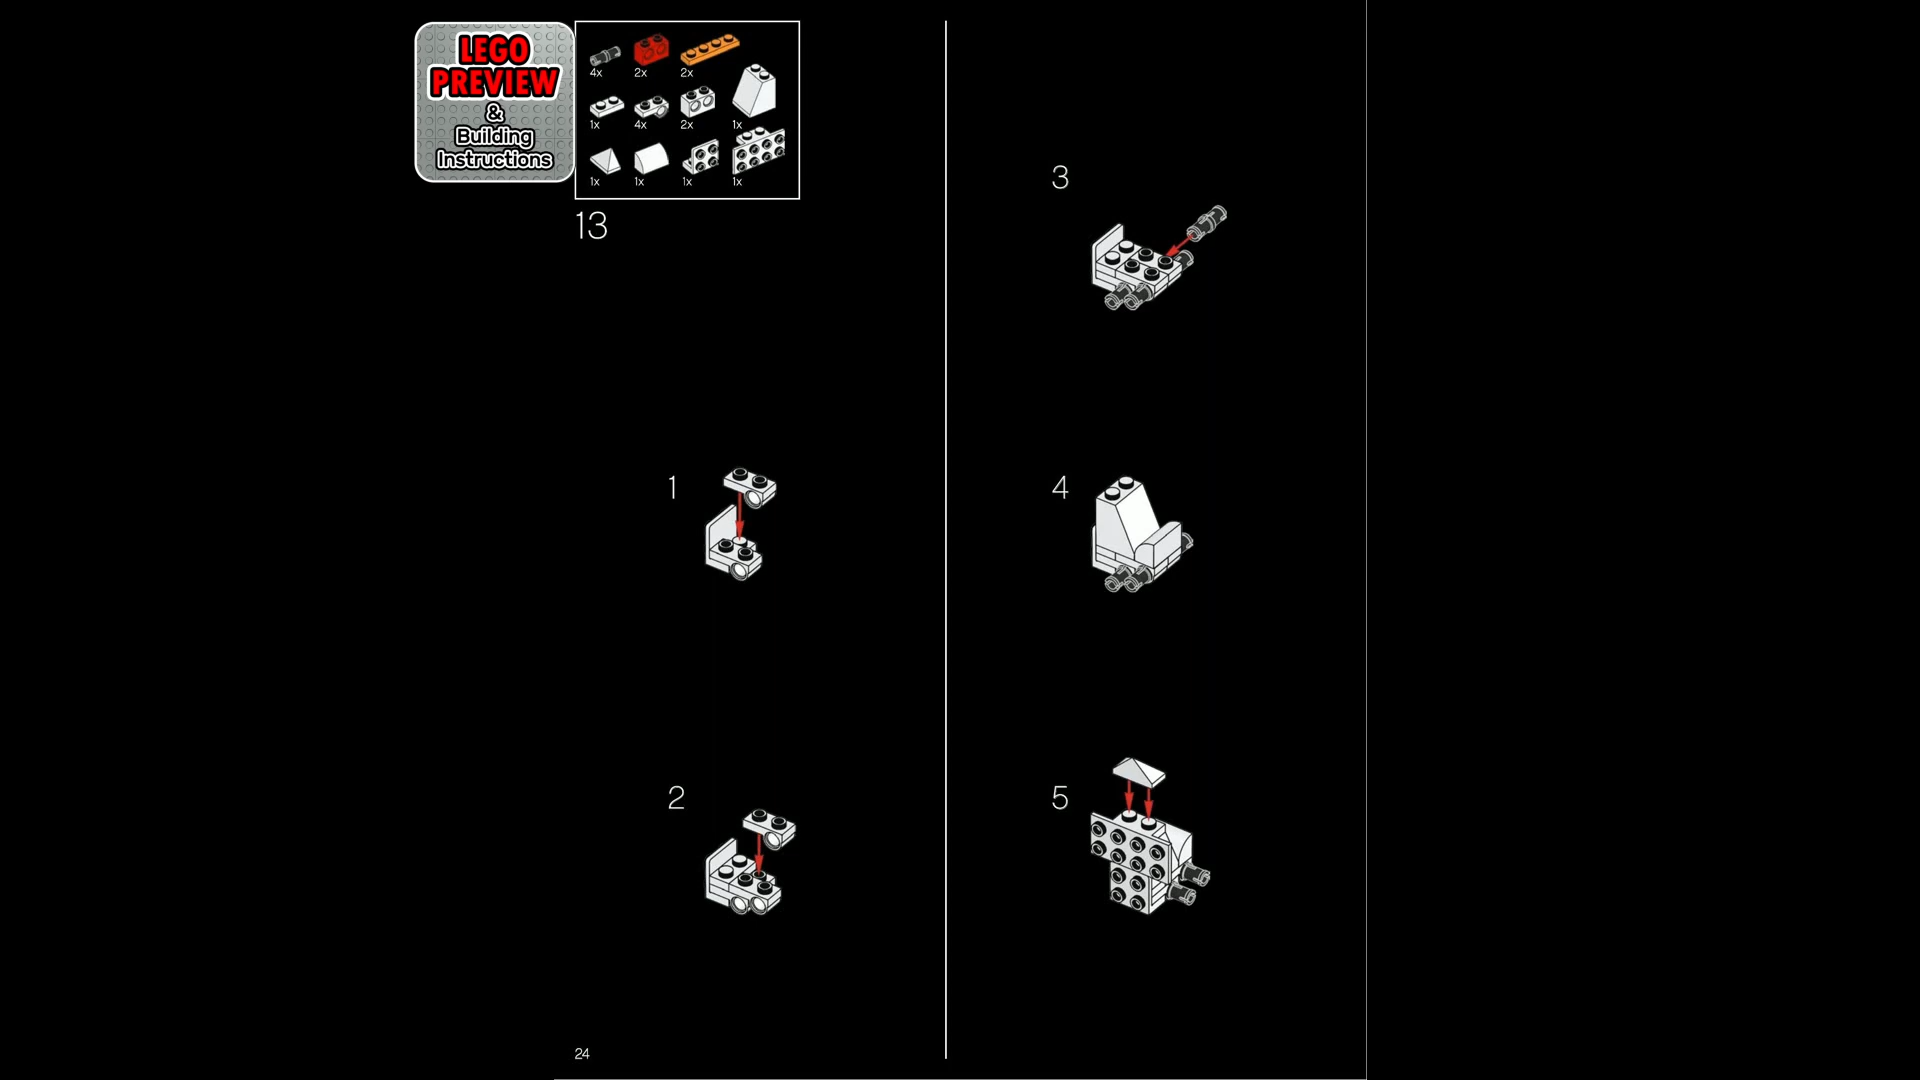 LEGO
PREVIEW
&
Building
Instructions
4x 2x 2x
1x 4x 2x 1x
1x 1x 1x 1x
13
1
2
3
4
5
24